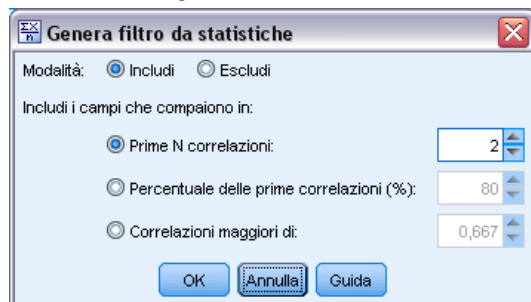 Genera filtro da statistiche
Modalità: Includi Escludi
Includi i campi che compaiono in:
Prime N correlazioni: 2
Percentuale delle prime correlazioni (%): 80
Correlazioni maggiori di: 0,667
OK Annulla Guida